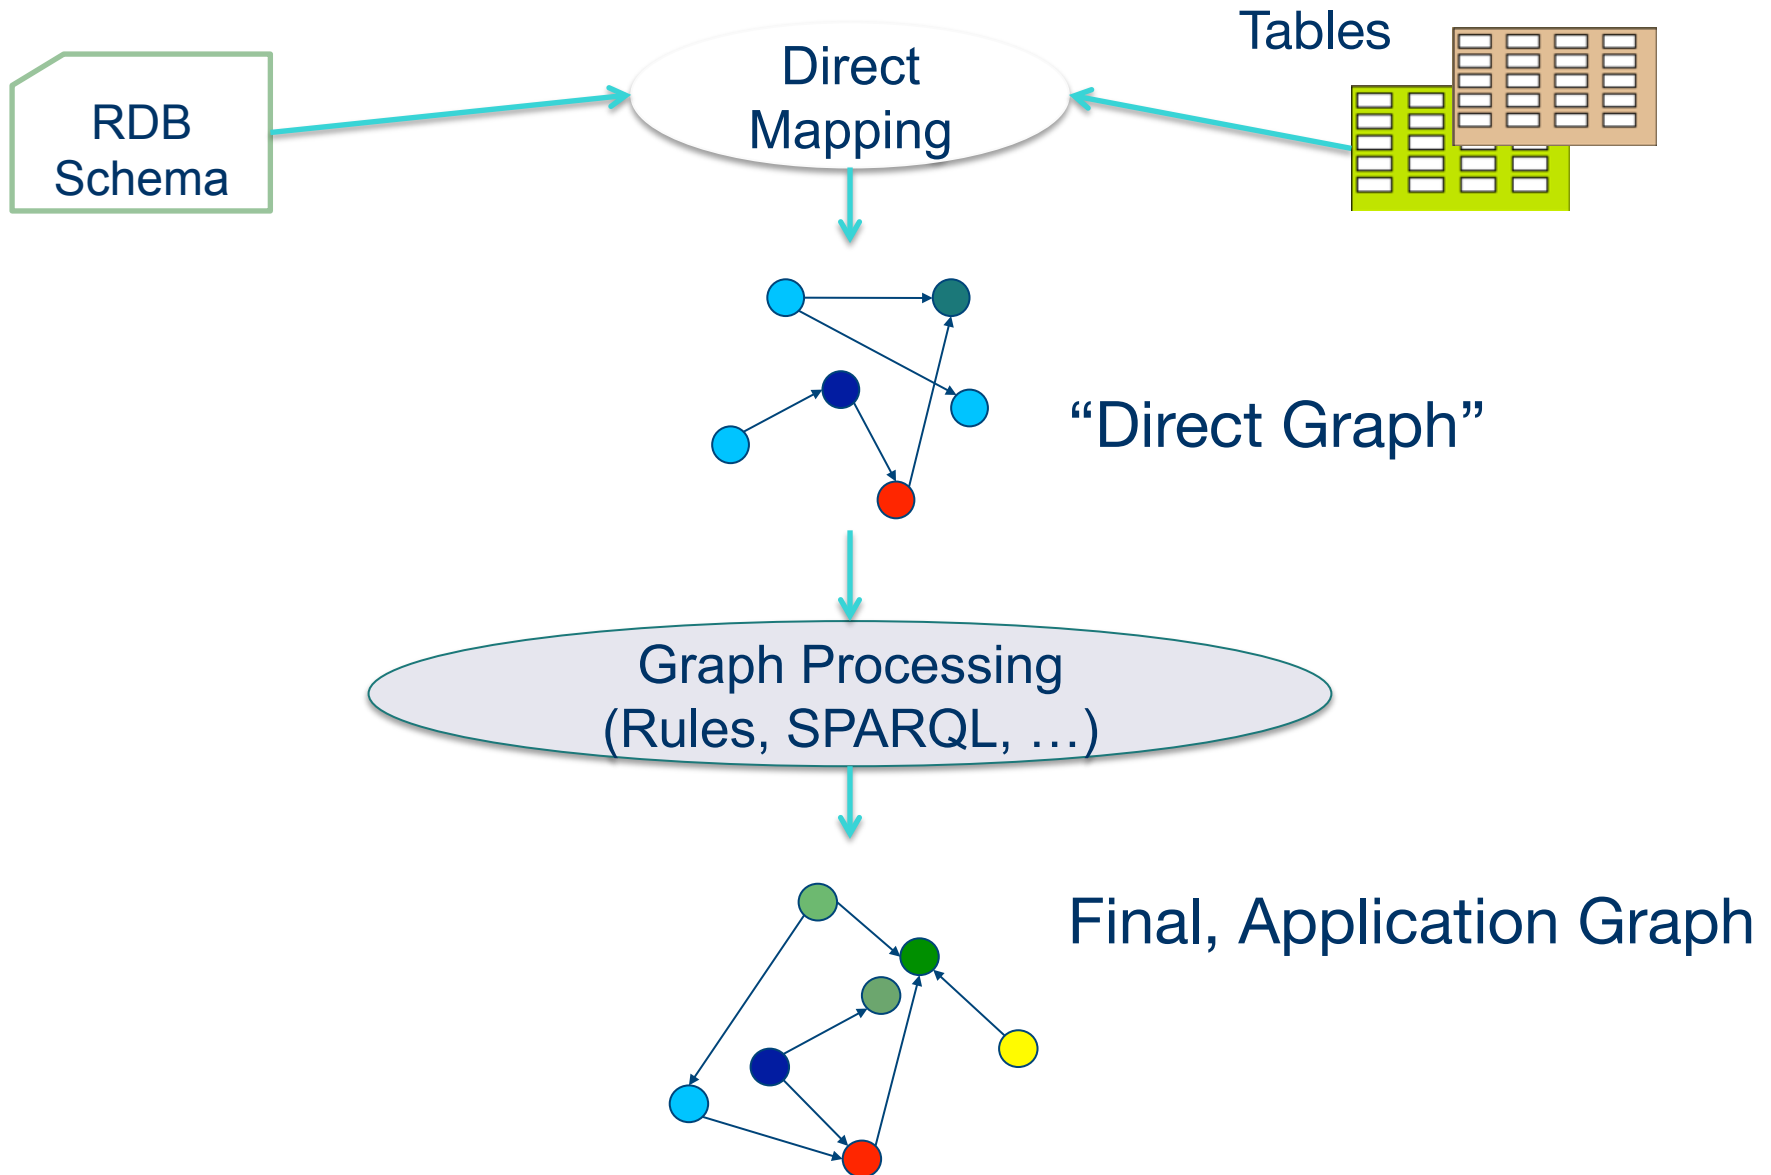 RDB
Schema
Direct
Mapping
Tables
“Direct Graph”
Graph Processing
(Rules, SPARQL, …)
Final, Application Graph